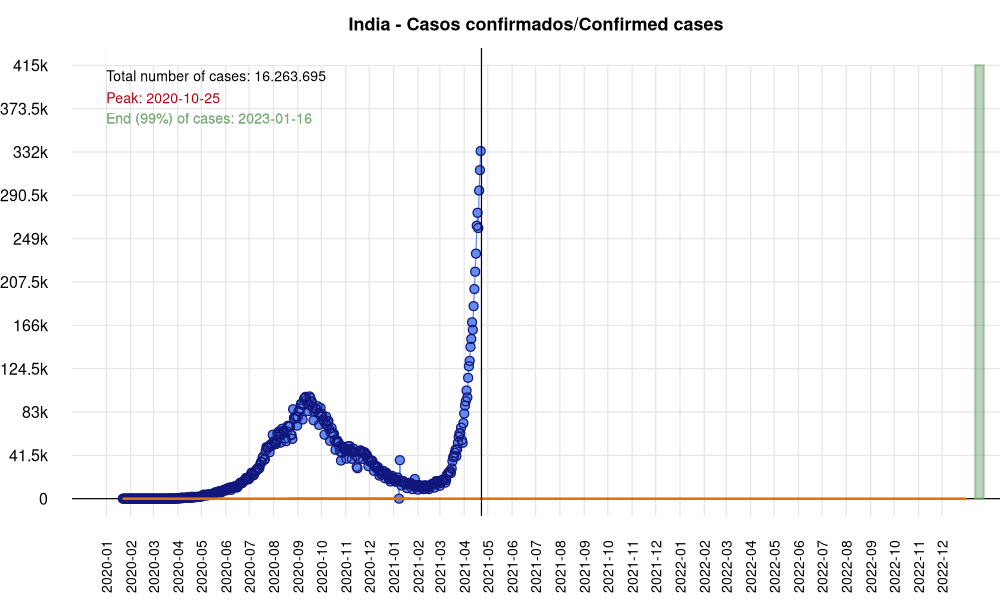 India - Casos confirmados/Confirmed cases
415k
Total number of cases: 16.263.695
Peak: 2020-10-25
373.5k
End (99%) of cases: 2023-01-16
332k
290.5k
249k
207.5k
166k
124.5k
83k
41.5k
0
2020-01
2020-02
2020-03
2020-04
2020-05
2020-06
2020-07
2020-08
2020-09
2020-10
2020-11
2020-12
2021-01
2021-02
2021-03
2021-04
2021-05
2021-06
2021-07
2021-08
2021-09
2021-10
2021-11
2021-12
2022-01
2022-02
2022-03
2022-04
2022-05
2022-06
2022-07
2022-08
2022-09
2022-10
2022-11
2022-12